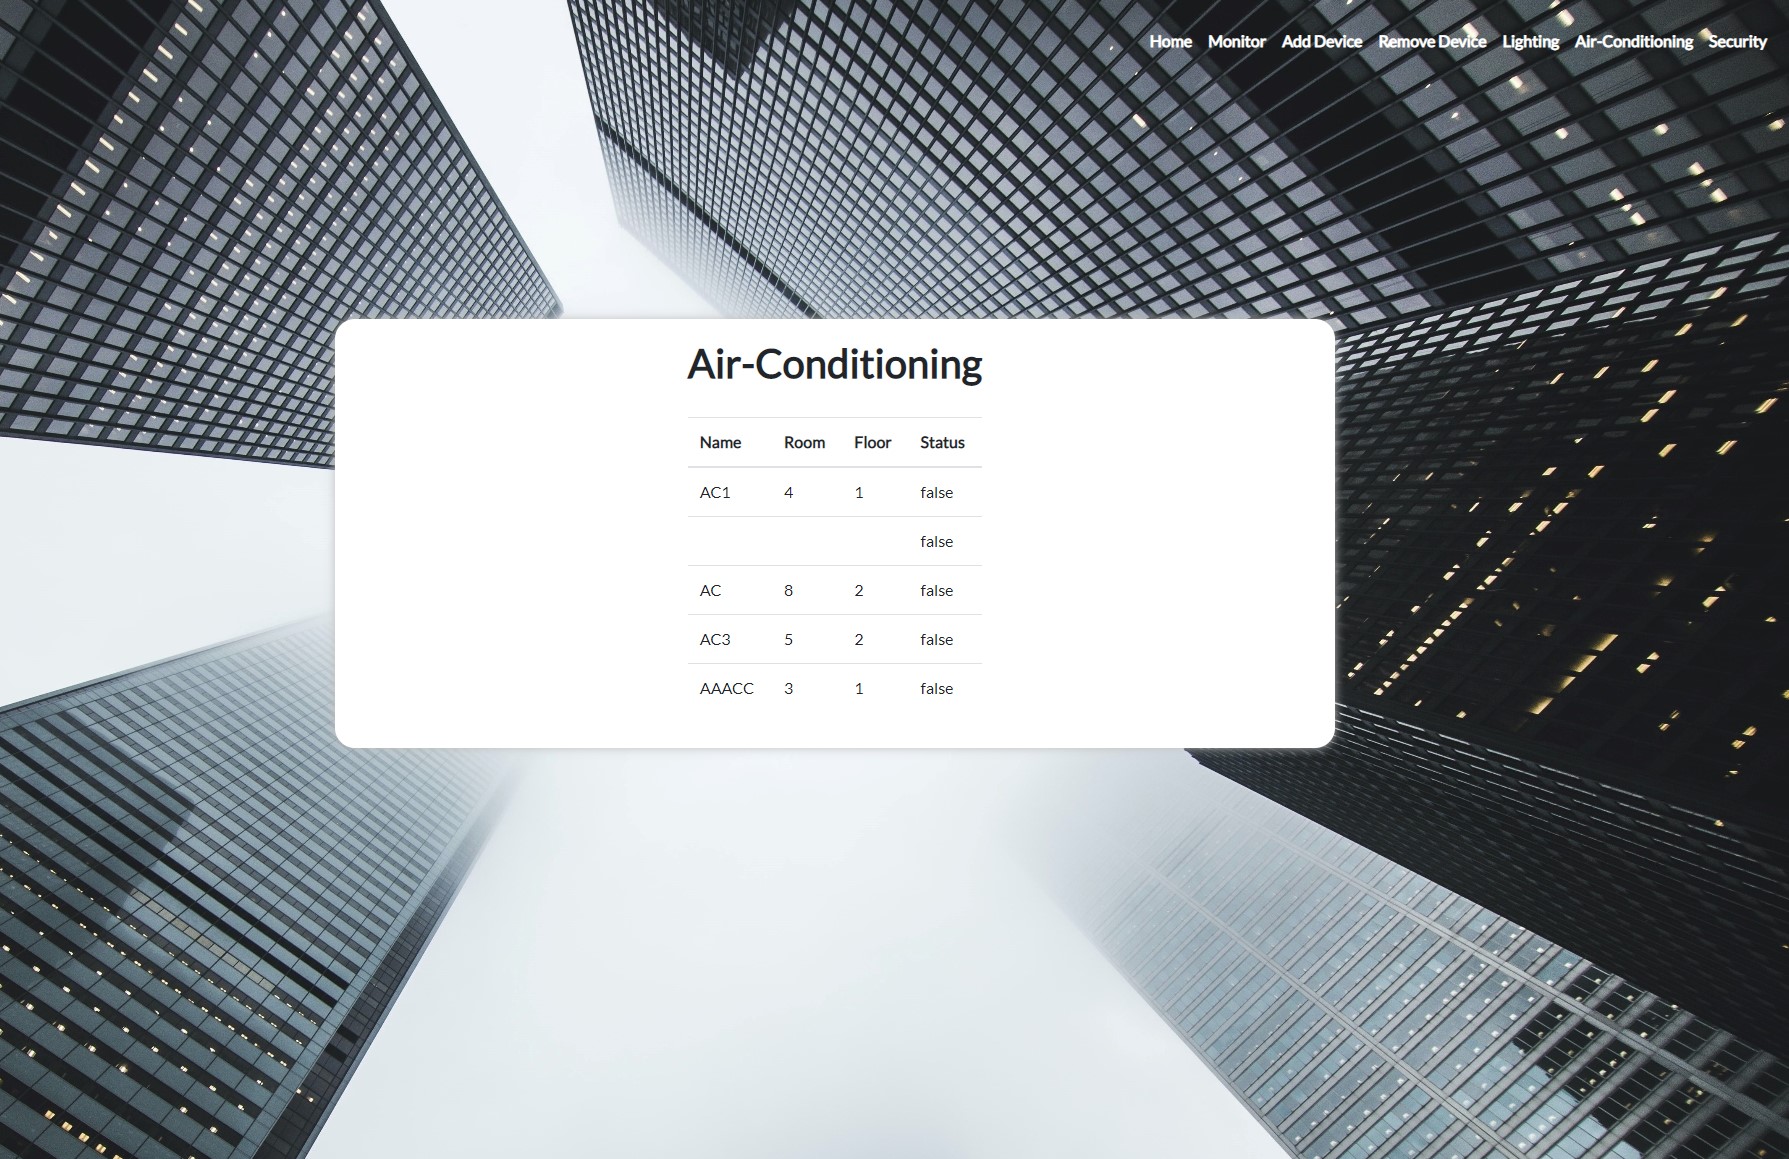 Home Monitor Add Device Remove Device Lighting Air-Conditioning Security
Air-Conditioning
Name Room Floor Status
AC1 4 1 false
false
AC 8 2 false
AC3 5 2 false
AAACC 3 1 false